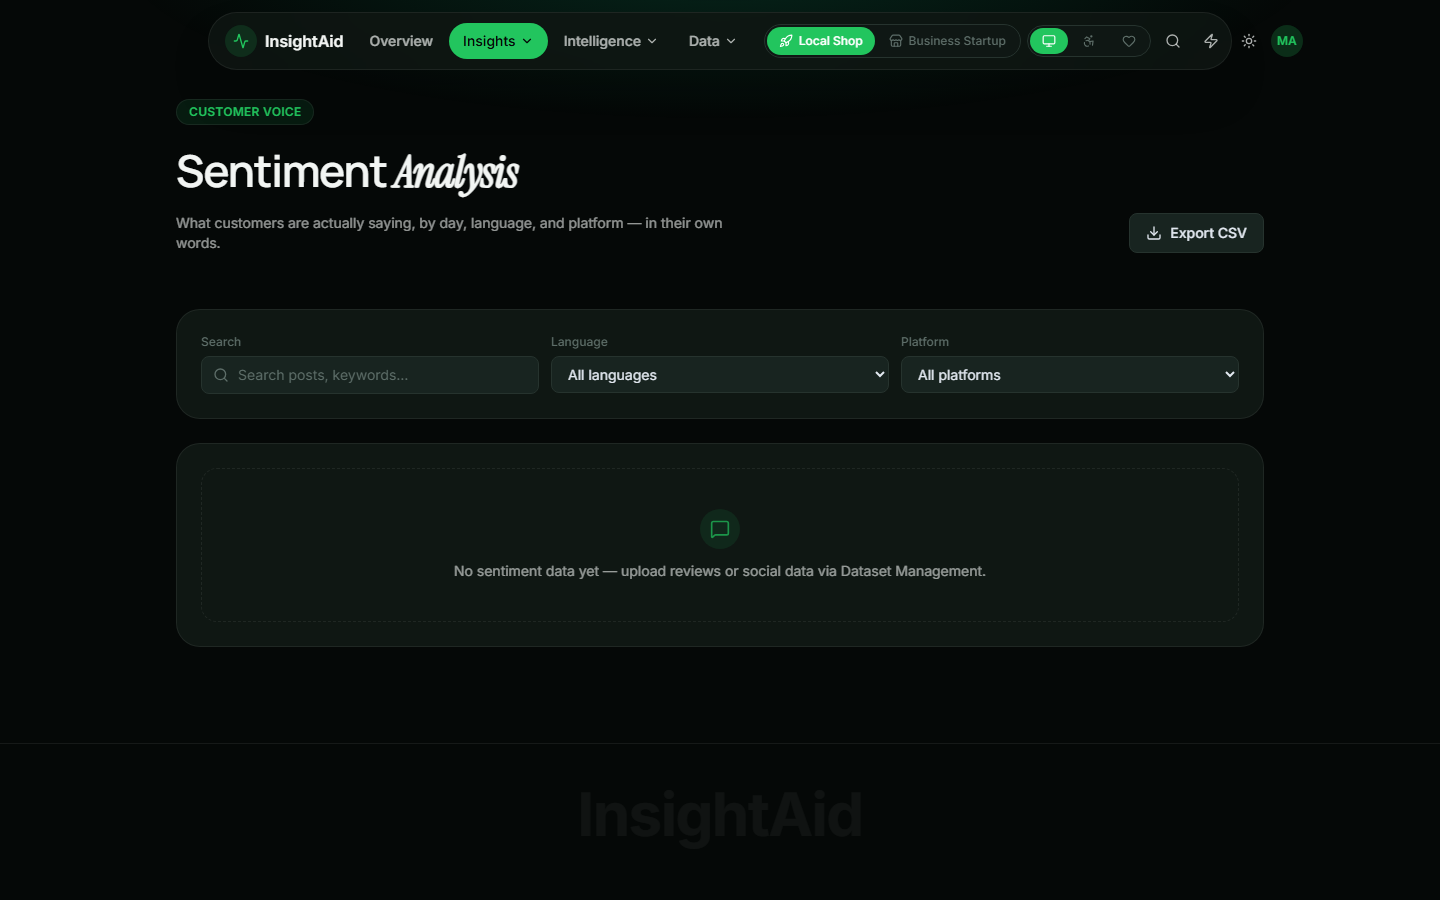 InsightAid
Overview
Insights
Intelligence
Data
Local Shop
Business Startup
MA
CUSTOMER VOICE
Sentiment Analysis
What customers are actually saying, by day, language, and platform — in their own
words.
Export CSV
Search
Language
Platform
Search posts, keywords...
All languages
All platforms
No sentiment data yet — upload reviews or social data via Dataset Management.
InsightAid